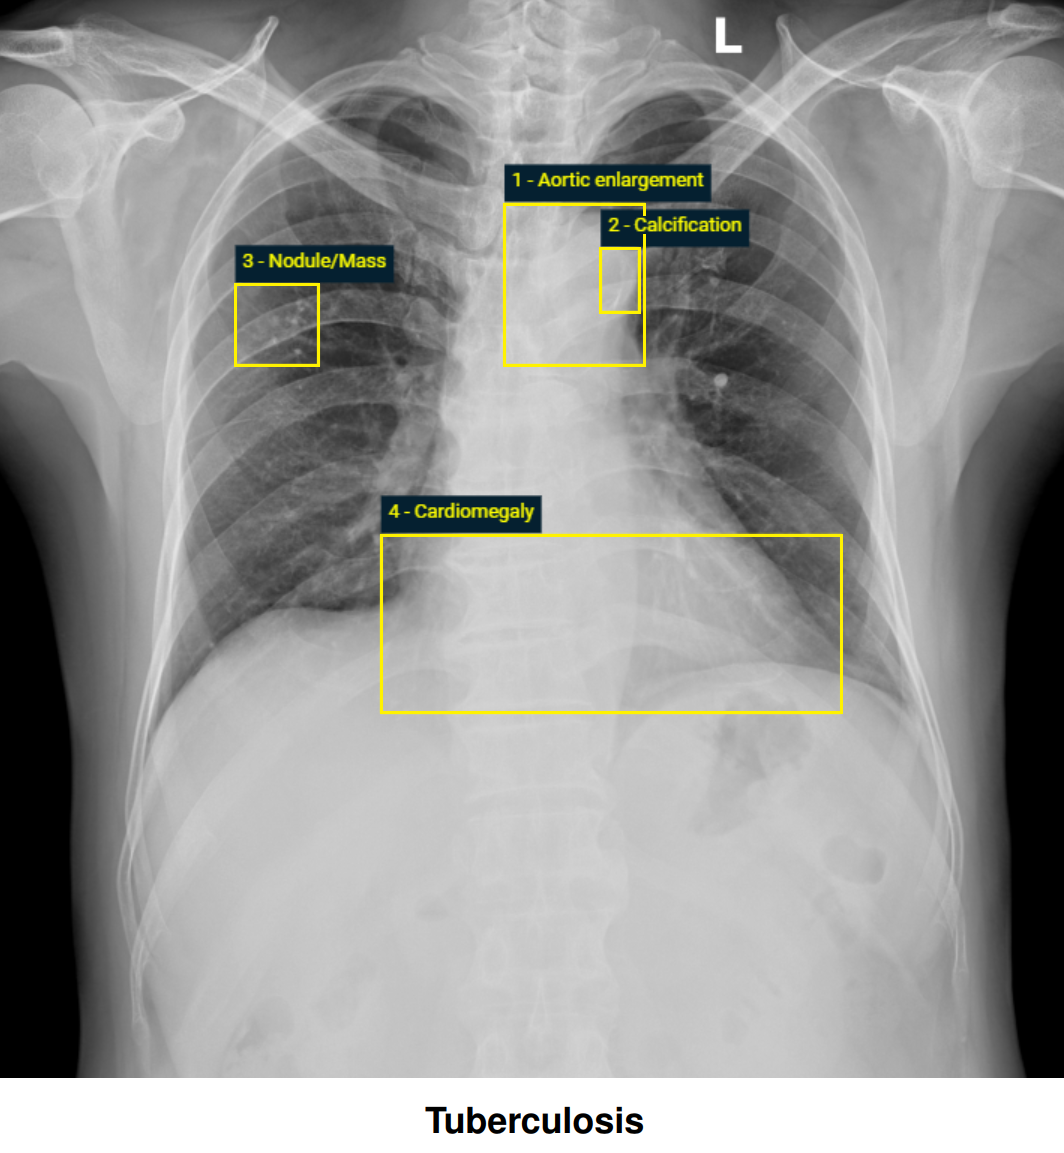 L
1 - Aortic enlargement
2 - Calcification
3 - Nodule/Mass
4 - Cardiomegaly
Tuberculosis